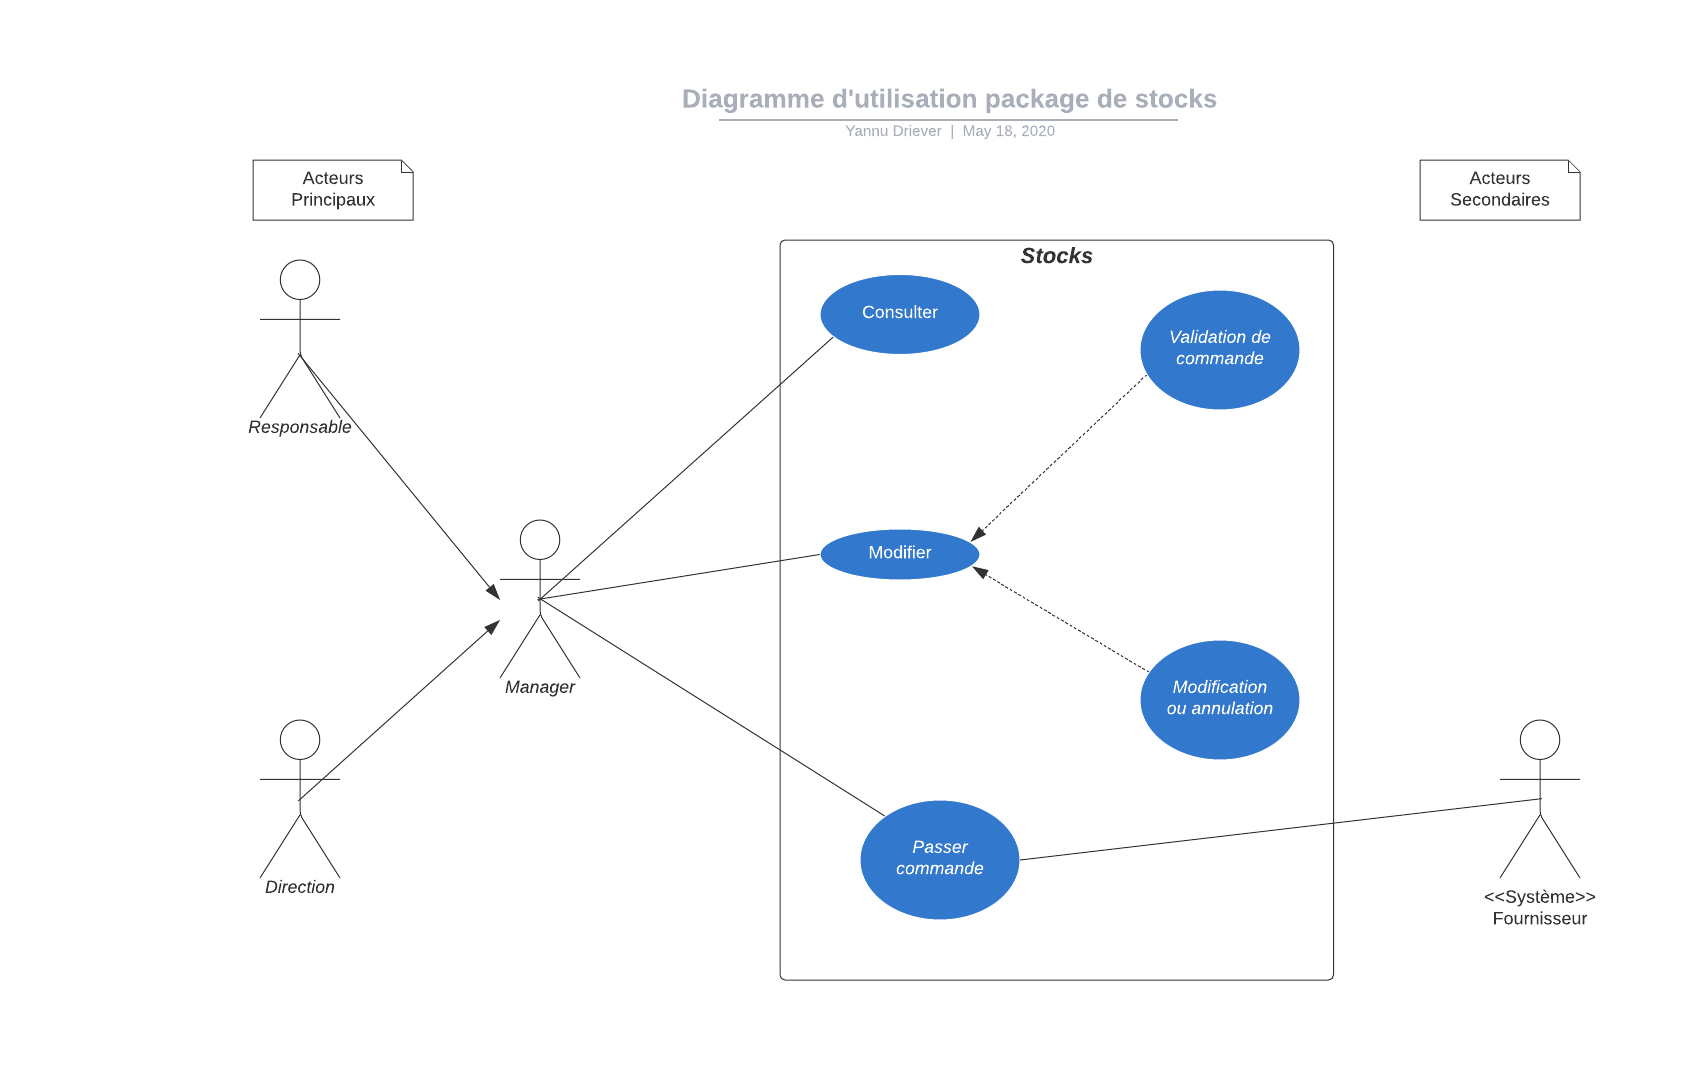 Diagramme d'utilisation package de stocks
Yannu Driever | May 18, 2020
Acteurs
Principaux
Acteurs
Secondaires
Stocks
Consulter
Validation de
commande
Responsable
Modifier
Manager
Modification
ou annulation
Passer
commande
Direction
<<Système>>
Fournisseur